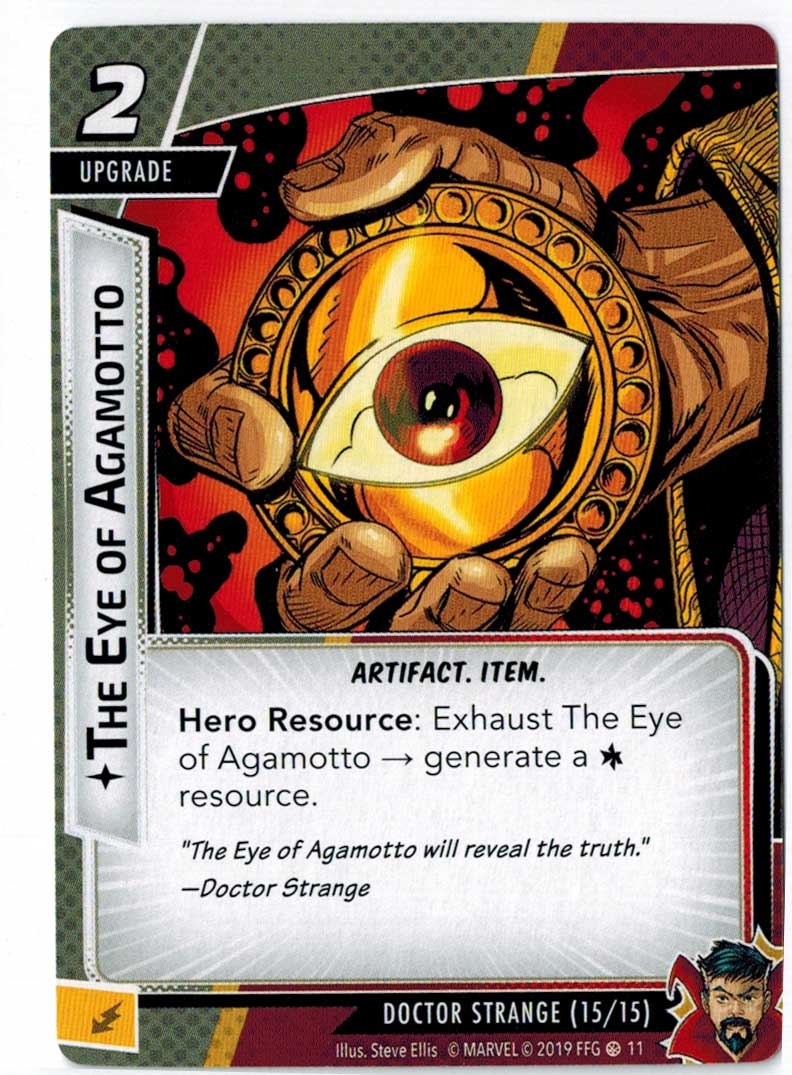 2
UPGRADE
THE EYE OF AGAMOTTO
ARTIFACT. ITEM.
Hero Resource: Exhaust The Eye
of Agamotto → generate a
resource.
"The Eye of Agamotto will reveal the truth."
—Doctor Strange
DOCTOR STRANGE (15/15)
Illus. Steve Ellis © MARVEL © 2019 FFG 11